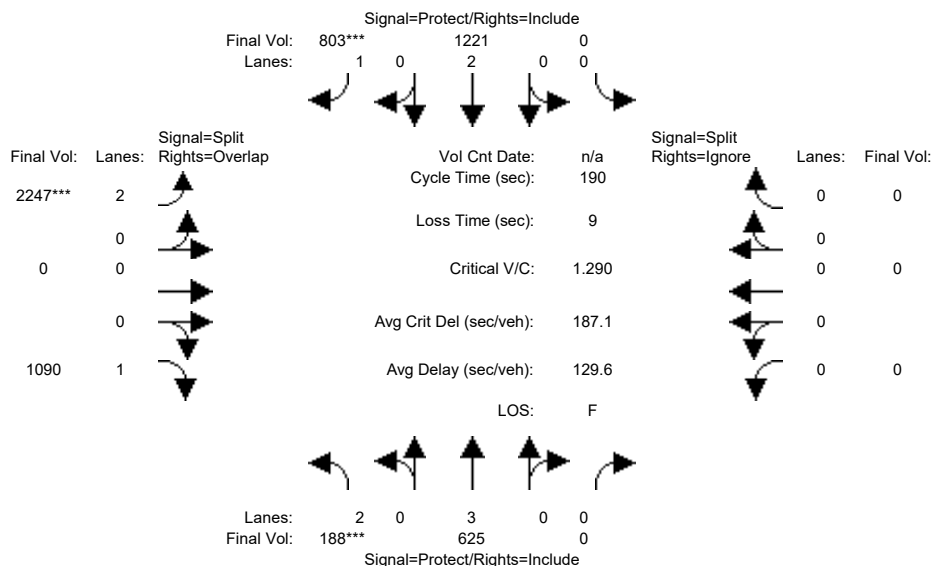 Signal=Protect/Rights=Include
Final Vol: 803*** 1221 0
Lanes: 1 0 2 0 0
Signal=Split Signal=Split
Final Vol: Lanes: Rights=Overlap Vol Cnt Date: n/a Rights=Ignore Lanes: Final Vol:
Cycle Time (sec): 190
2247*** 2 0 0
Loss Time (sec): 9
0 0
0 0 Critical V/C: 1.290 0 0
0 Avg Crit Del (sec/veh): 187.1 0
1090 1 Avg Delay (sec/veh): 129.6 0 0
LOS: F
Lanes: 2 0 3 0 0
Final Vol: 188*** 625 0
Signal=Protect/Rights=Include